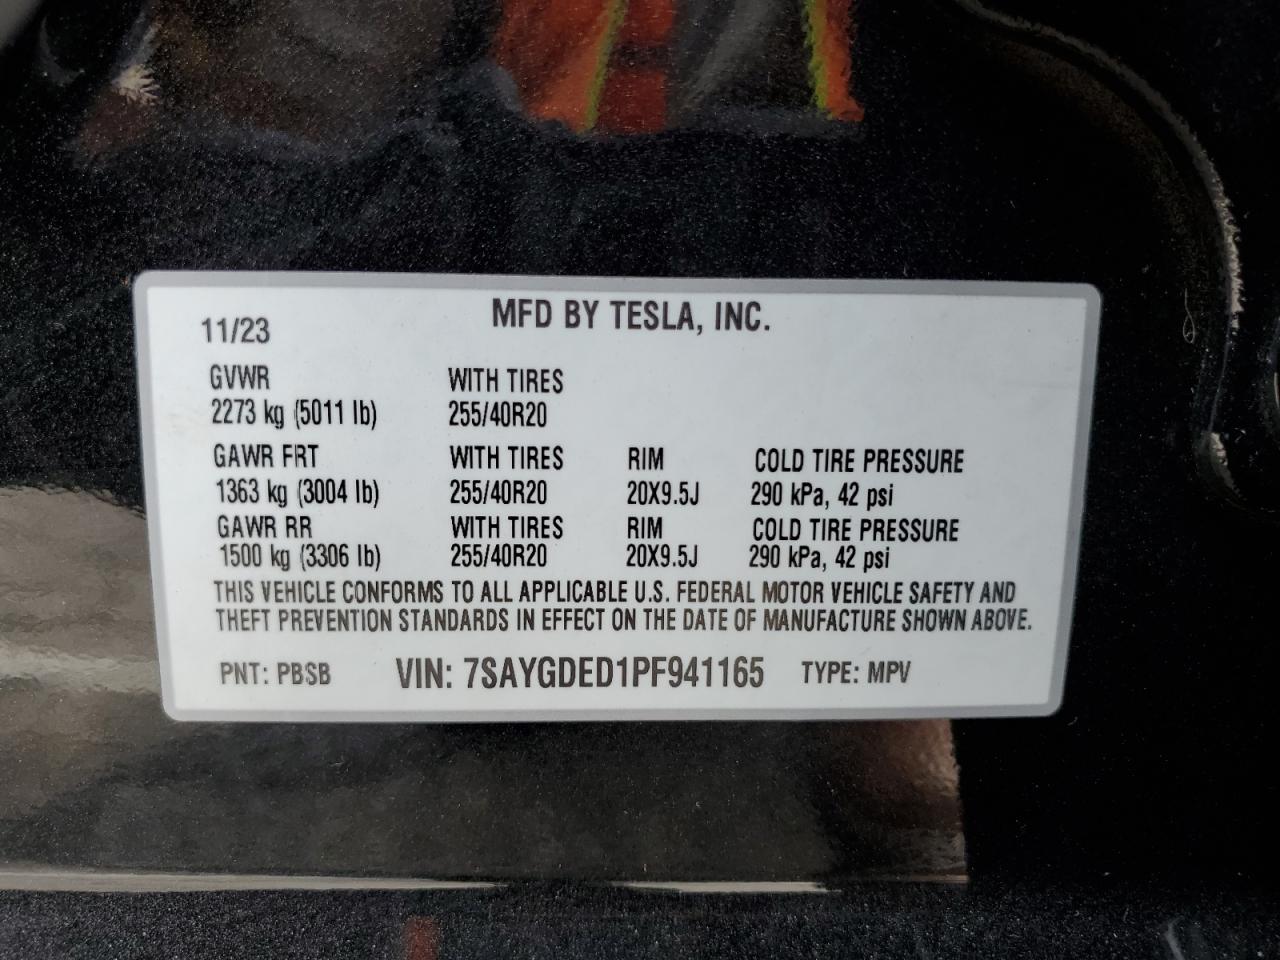 MFD BY TESLA, INC.
11/23
GVWR WITH TIRES
2273 kg (5011 lb) 255/40R20
GAWR FRT WITH TIRES RIM COLD TIRE PRESSURE
1363 kg (3004 lb) 255/40R20 20X9.5J 290 kPa, 42 psi
GAWR RR WITH TIRES RIM COLD TIRE PRESSURE
1500 kg (3306 lb) 255/40R20 20X9.5J 290 kPa, 42 psi
THIS VEHICLE CONFORMS TO ALL APPLICABLE U.S. FEDERAL MOTOR VEHICLE SAFETY AND
THEFT PREVENTION STANDARDS IN EFFECT ON THE DATE OF MANUFACTURE SHOWN ABOVE.
PNT: PBSB VIN: 7SAYGDED1PF941165 TYPE: MPV